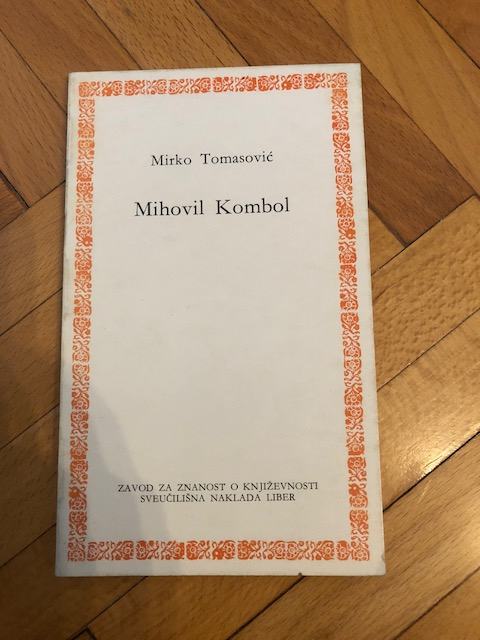 Mirko Tomasović
Mihovil Kombol
ZAVOD ZA ZNANOST O KNJIŽEVNOSTI
SVEUČILIŠNA NAKLADA LIBER